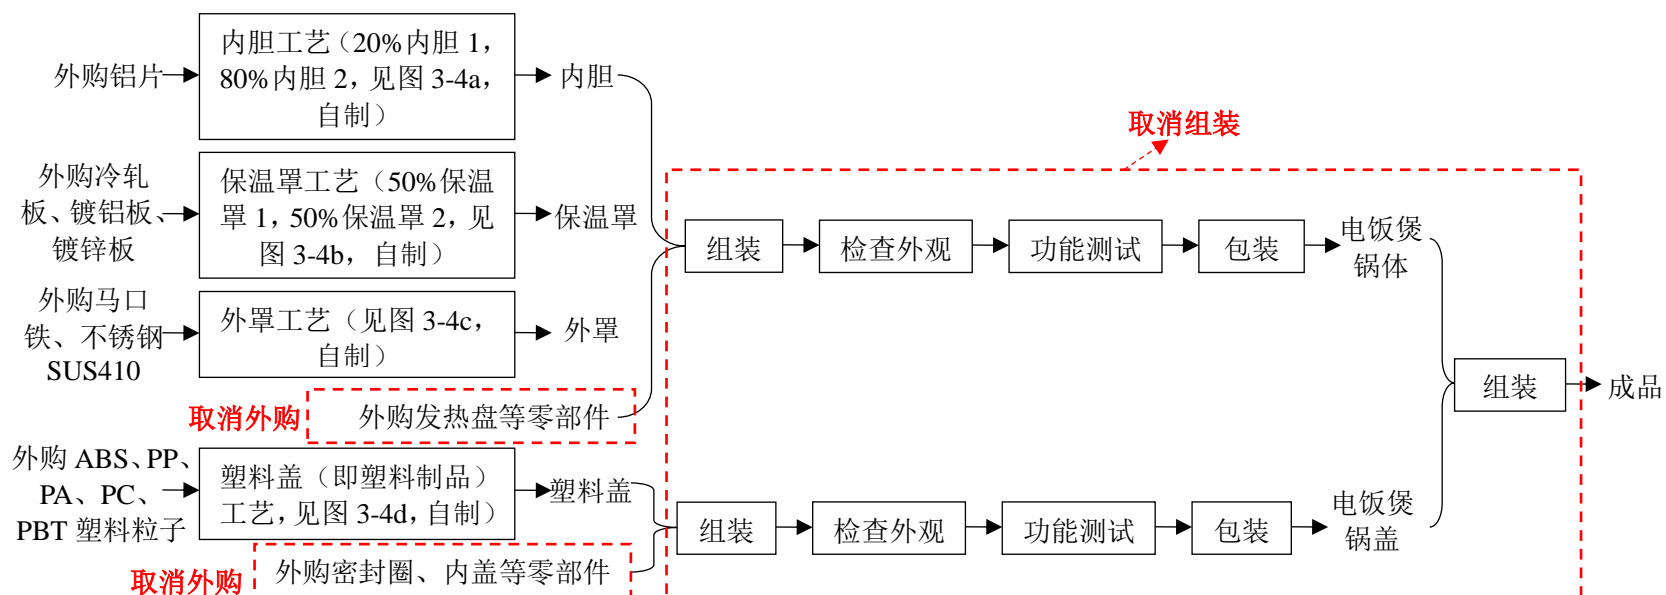 外购铝片
内胆工艺（20%内胆 1，
80%内胆 2，见图 3-4a，
自制）
内胆
取消组装
外购冷轧
板、镀铝板、
镀锌板
保温罩工艺（50%保温
罩 1，50%保温罩 2，见
图 3-4b，自制）
保温罩
组装
检查外观
功能测试
包装
电饭煲
锅体
外购马口
铁、不锈钢
SUS410
外罩工艺（见图 3-4c，
自制）
外罩
组装
成品
取消外购
外购发热盘等零部件
外购 ABS、PP、
PA、PC、
PBT 塑料粒子
塑料盖（即塑料制品）
工艺，见图 3-4d，自制）
塑料盖
组装
检查外观
功能测试
包装
电饭煲
锅盖
取消外购
外购密封圈、内盖等零部件